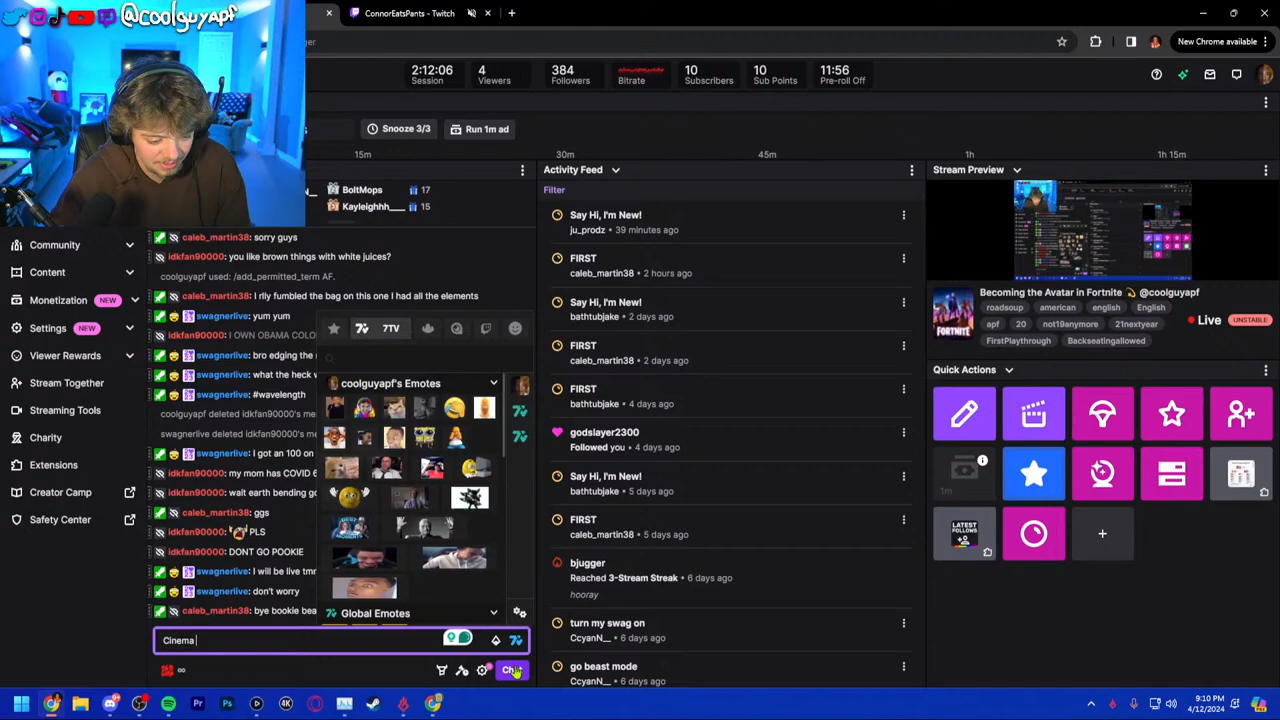 @coolguyapf
ConnorEatsPants - Twitch
New Chrome available
2:12:06
Session
4
Viewers
384
Followers
Bitrate
10
Subscribers
10
Sub Points
11:56
Pre-roll Off
Snooze 3/3
Run 1m ad
15m
30m
45m
1h
1h 15m
BoltMops 17
Kayleighhh____ 15
Community
Content
Monetization NEW
Settings NEW
Viewer Rewards
Stream Together
Streaming Tools
Charity
Extensions
Creator Camp
Safety Center
caleb_martin38: sorry guys
idkfan90000: you like brown things with white juices?
coolguyapf used: /add_permitted_term AF.
caleb_martin38: I rlly fumbled the bag on this one I had all the elements
swagnerlive: yum yum
idkfan90000: I OWN OBAMA COLO
swagnerlive: bro edging the
swagnerlive: what the heck
swagnerlive: #wavelength
coolguyapf deleted idkfan90000's me
swagnerlive deleted idkfan90000's me
swagnerlive: I got an 100 on
idkfan90000: my mom has COVID 6
idkfan90000: wait earth bending go
caleb_martin38: ggs
idkfan90000: PLS
idkfan90000: DONT GO POOKIE
swagnerlive: I will be live tmr
swagnerlive: don't worry
caleb_martin38: bye bookie bea
7TV
coolguyapf's Emotes
Global Emotes
Cinema
Chat
Activity Feed
Filter
Say Hi, I'm New!
ju_prodz • 39 minutes ago
FIRST
caleb_martin38 • 2 hours ago
Say Hi, I'm New!
bathtubjake • 2 days ago
FIRST
caleb_martin38 • 2 days ago
FIRST
bathtubjake • 4 days ago
godslayer2300
Followed you • 4 days ago
Say Hi, I'm New!
bathtubjake • 5 days ago
FIRST
caleb_martin38 • 5 days ago
bjugger
Reached 3-Stream Streak • 6 days ago
hooray
turn my swag on
CcyanN__ • 6 days ago
go beast mode
CcyanN__ • 6 days ago
Stream Preview
Becoming the Avatar in Fortnite @coolguyapf
roadsoup american english English
apf 20 not19anymore 21nextyear
FirstPlaythrough Backseatingallowed
Live UNSTABLE
FORTNITE
Quick Actions
1m
LATEST
FOLLOWS
9:10 PM
4/12/2024